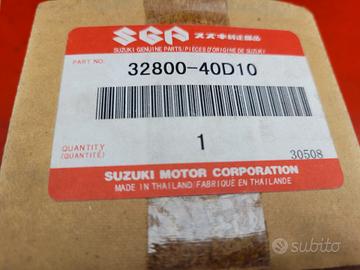 SGP スズキ純正部品
SUZUKI GENUINE PARTS/PIÈCES D'ORIGINE DE SUZUKI
PART NO.
32800-40D10
QUANTITY
(QUANTITÉ)
1
30508
SUZUKI MOTOR CORPORATION
MADE IN THAILAND/FABRIQUÉ EN THAILANDE
subito